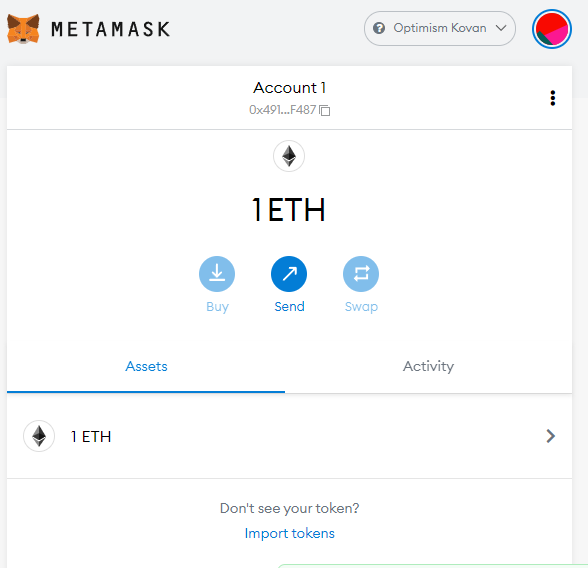 METAMASK
? Optimism Kovan
Account 1
0x491...F487
1 ETH
Buy Send Swap
Assets Activity
1 ETH
Don't see your token?
Import tokens